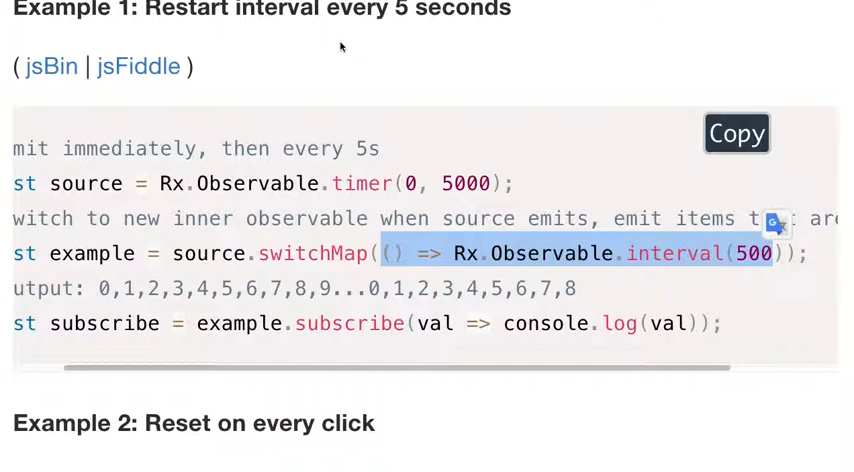 Example 1: Restart interval every 5 seconds
( jsBin | jsFiddle )
Copy
mit immediately, then every 5s
st source = Rx.Observable.timer(0, 5000);
witch to new inner observable when source emits, emit items are
st example = source.switchMap(() => Rx.Observable.interval(500));
utput: 0,1,2,3,4,5,6,7,8,9...0,1,2,3,4,5,6,7,8
st subscribe = example.subscribe(val => console.log(val));
Example 2: Reset on every click